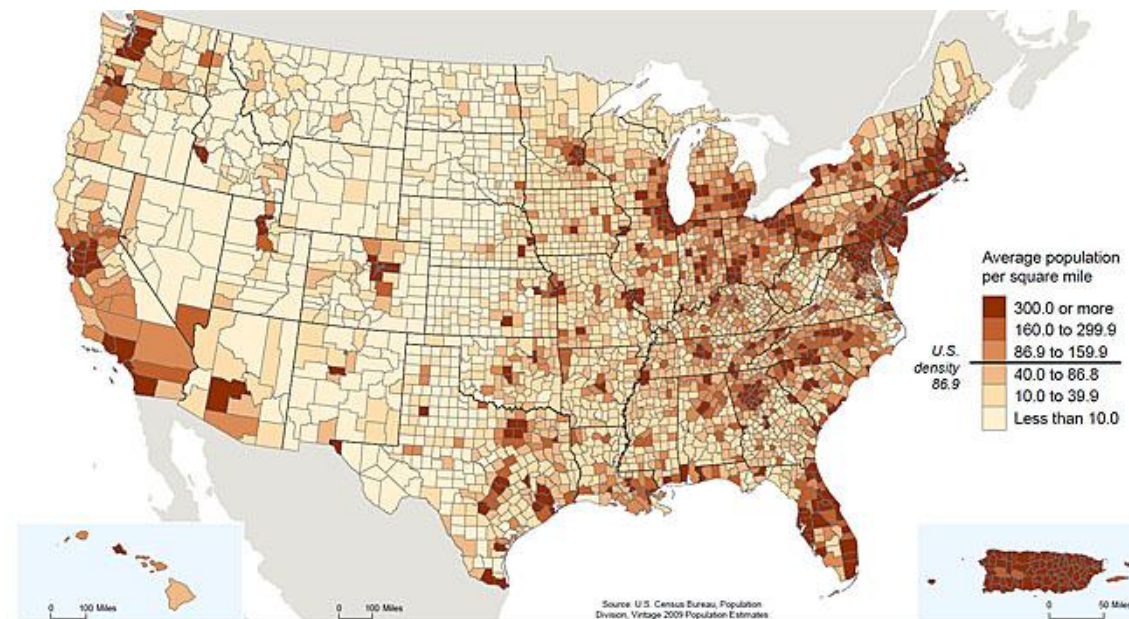 Average population
per square mile
300.0 or more
160.0 to 299.9
86.9 to 159.9
U.S.
density
86.9
40.0 to 86.8
10.0 to 39.9
Less than 10.0
0 100 Miles
0 100 Miles
Source: U.S. Census Bureau, Population
Division, Vintage 2009 Population Estimates
0 50 Miles